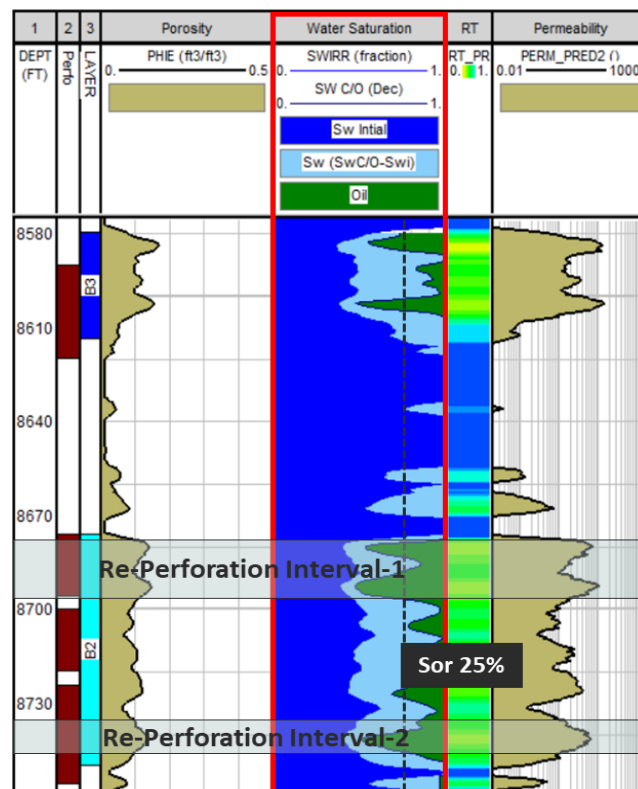 1 2 3 Porosity Water Saturation RT Permeability
DEPT
(FT)
Perfo
LAYER
PHIE (ft3/ft3)
0. 0.5
SWIRR (fraction)
0. 1.
SW C/O (Dec)
0. 1.
Sw Intial
Sw (SwC/O-Swi)
Oil
RT_PR
0. 1.
PERM_PRED2 ()
0.01 1000
8580
B3
8610
8640
8670
Re-Perforation Interval-1
8700
B2
Sor 25%
8730
Re-Perforation Interval-2